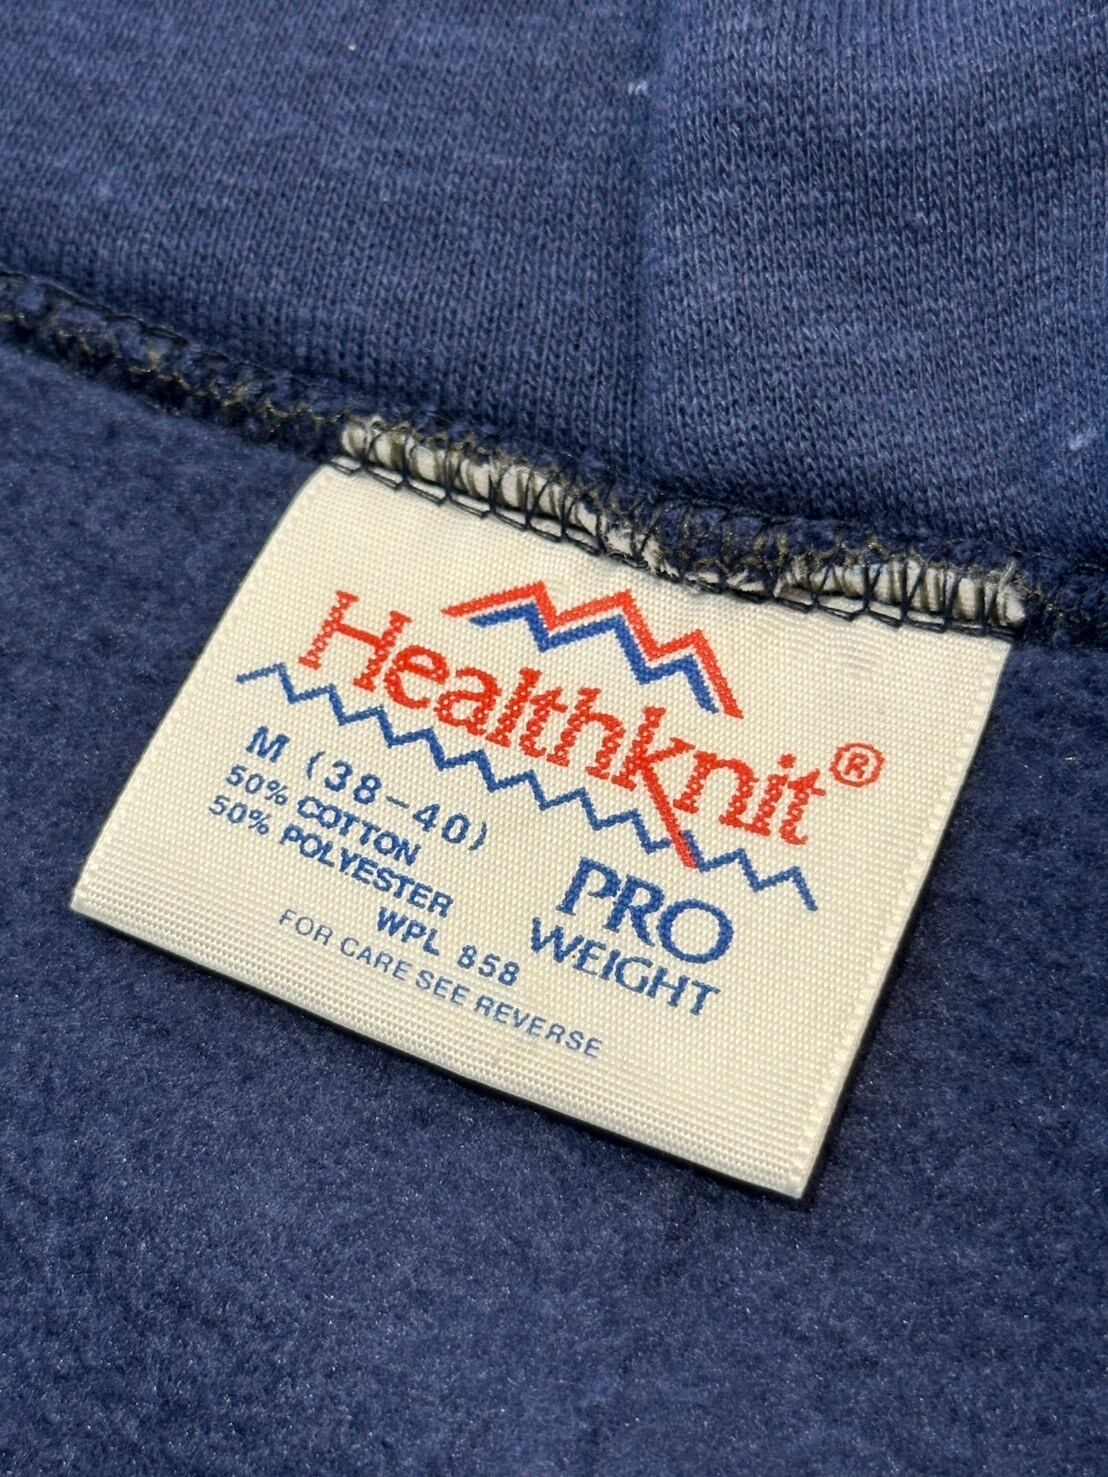 Healthknit®
M (38-40)
50% COTTON
50% POLYESTER
WPL 858
PRO
WEIGHT
FOR CARE SEE REVERSE